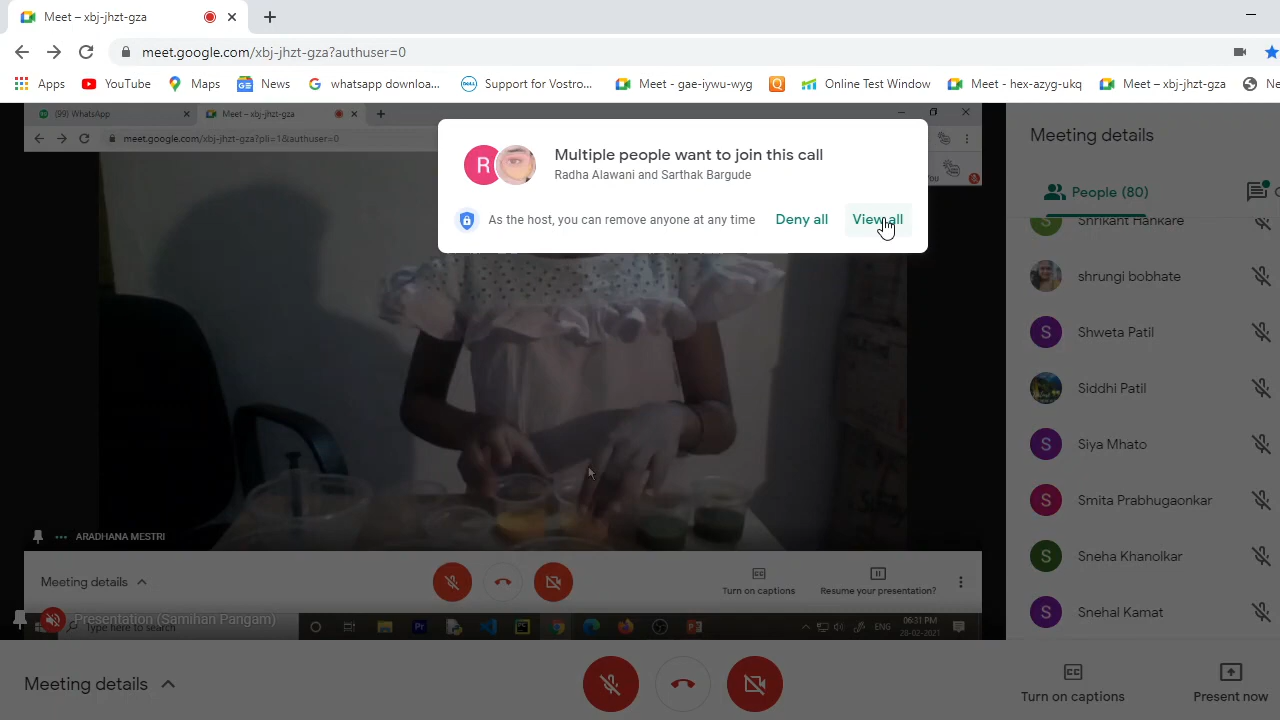 Meet – xbj-jhzt-gza
meet.google.com/xbj-jhzt-gza?authuser=0
Apps YouTube Maps News whatsapp downloa... Support for Vostro... Meet - gae-iywu-wyg Online Test Window Meet - hex-azyg-ukq Meet – xbj-jhzt-gza Ne
(99) WhatsApp Meet - xbj-jhzt-gza
meet.google.com/xbj-jhzt-gza?pli=1&authuser=0
Multiple people want to join this call
R
Radha Alawani and Sarthak Bargude
As the host, you can remove anyone at any time Deny all View all
You
Meeting details
People (80)
Shrikant Hankare
shrungi bobhate
S Shweta Patil
Siddhi Patil
S Siya Mhato
S Smita Prabhugaonkar
S Sneha Khanolkar
S Snehal Kamat
ARADHANA MESTRI
Meeting details Turn on captions Resume your presentation?
Presentation (Samihan Pangam)
Type here to search
ENG 06:31 PM
28-02-2021
Meeting details Turn on captions Present now